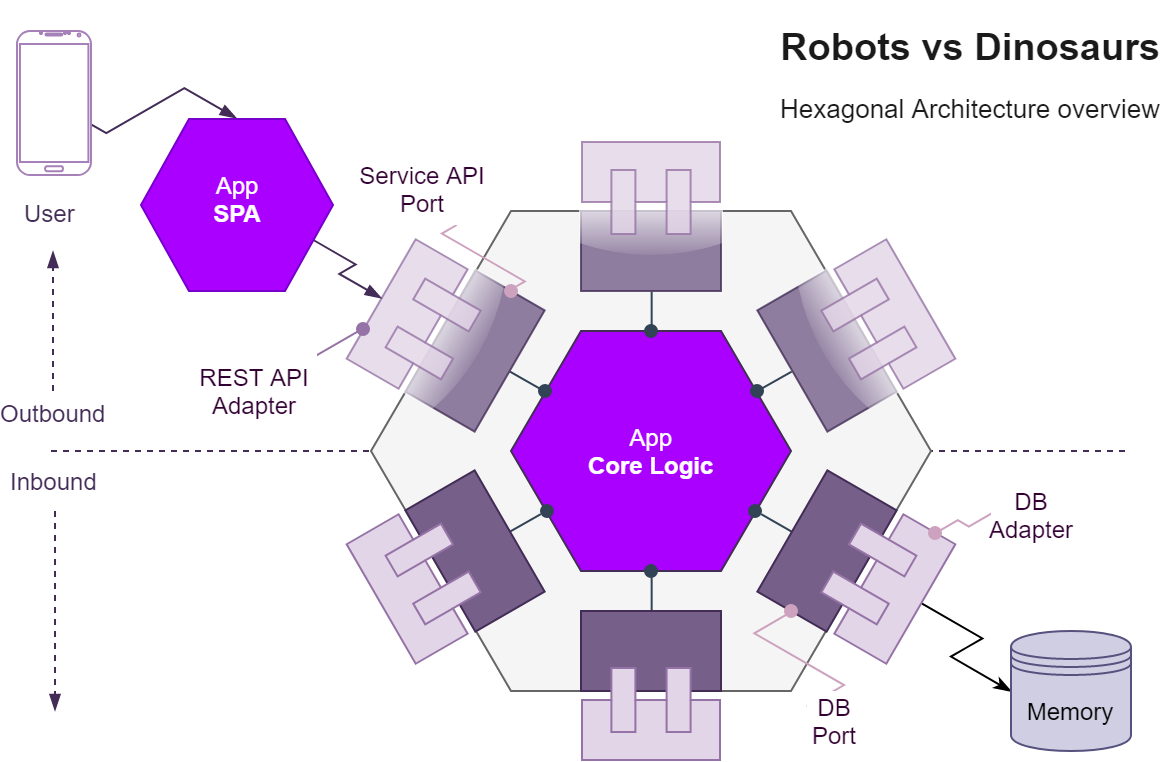 Robots vs Dinosaurs
Hexagonal Architecture overview
User
App
SPA
Service API
Port
REST API
Adapter
Outbound
Inbound
App
Core Logic
DB
Adapter
DB
Port
Memory